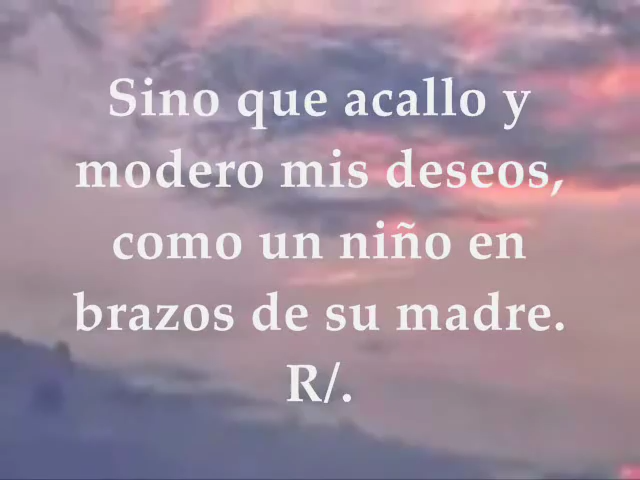 Sino que acallo y
modero mis deseos,
como un niño en
brazos de su madre.
R/.